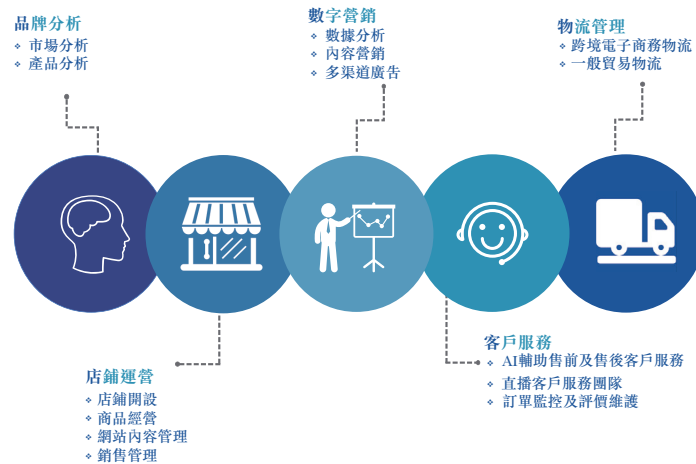 品牌分析
❖ 市場分析
❖ 產品分析
店鋪運營
❖ 店鋪開設
❖ 商品經營
❖ 網站內容管理
❖ 銷售管理
數字營銷
❖ 數據分析
❖ 內容營銷
❖ 多渠道廣告
客戶服務
❖ AI輔助售前及售後客戶服務
❖ 直播客戶服務團隊
❖ 訂單監控及評價維護
物流管理
❖ 跨境電子商務物流
❖ 一般貿易物流